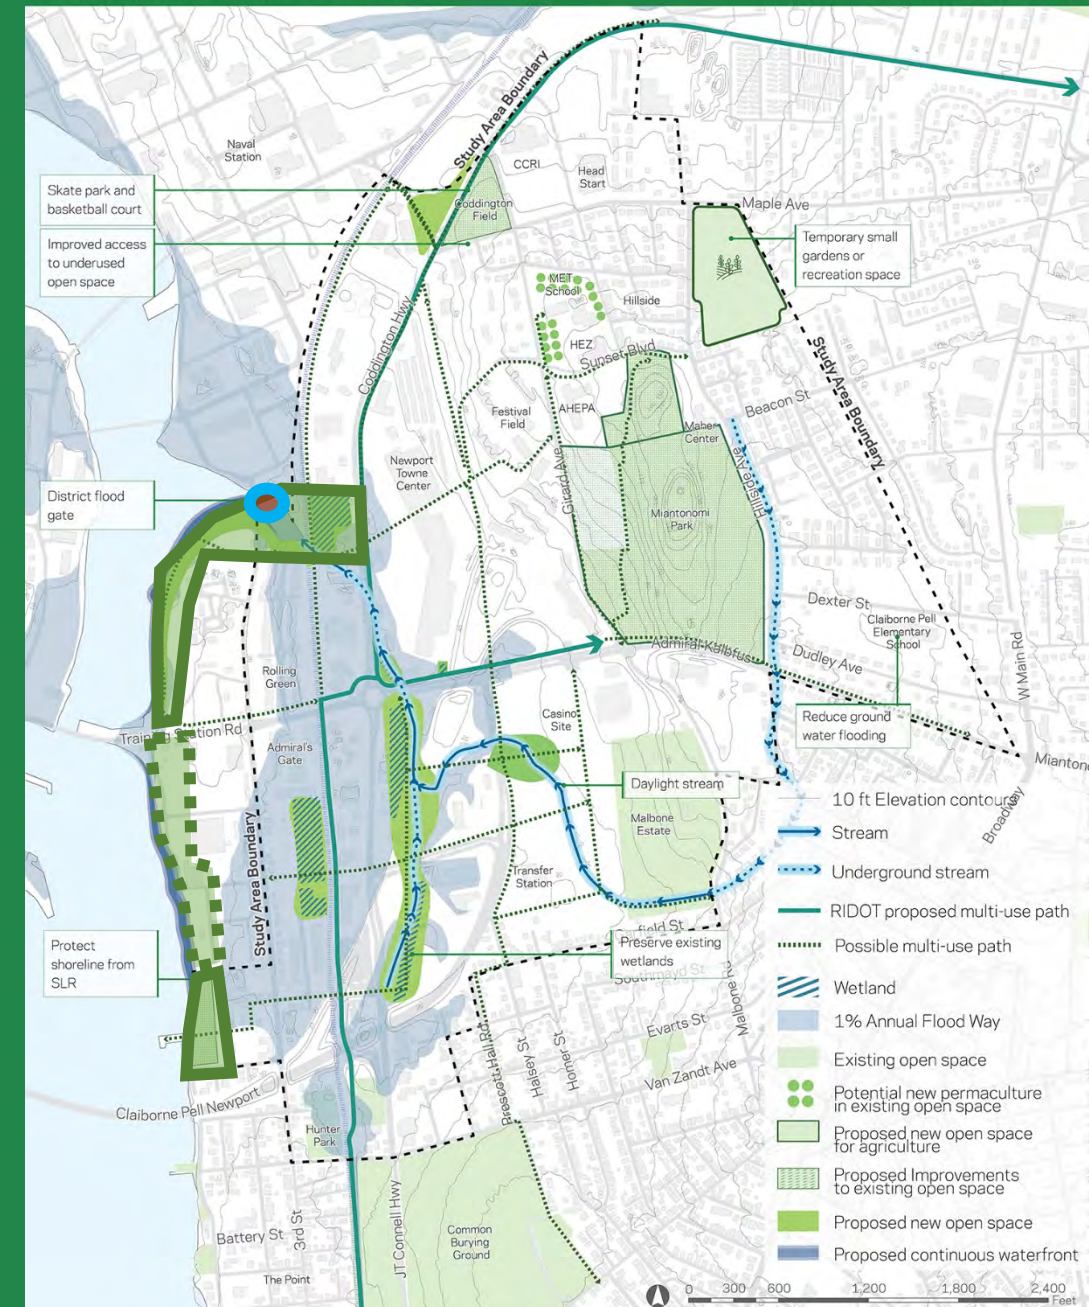 Study Area Boundary
Naval
Station
CCRI
Head
Start
Skate park and
basketball court
Coddington
Field
Maple Ave
Improved access
to underused
open space
Temporary small
gardens or
recreation space
MET
School
Hillside
Coddington Hwy
HEZ
Sunset Blvd
Study Area Boundary
Beacon St
Festival
Field
AHEPA
Maher
Center
Newport
Towne
Center
Girard Ave
Hillside Ave
District flood
gate
Miantonomi
Park
Dexter St
Claiborne Pell
Elementary
School
Admiral Kalbfus
Dudley Ave
W Main Rd
Rolling
Green
Training Station Rd
Casino
Site
Reduce ground
water flooding
Admiral's
Gate
Miantono
Daylight stream
Broadway
Malbone
Estate
Study Area Boundary
Transfer
Station
Protect
shoreline from
SLR
Preserve existing
wetlands
Southmayd St
Malbone Rd
Evarts St
Prescott Hall Rd
Halsey St
Homer St
Van Zandt Ave
Claiborne Pell Newport
Hunter
Park
JT Connell Hwy
3rd St
Battery St
Common
Burying
Ground
The Point
10 ft Elevation contours
Stream
Underground stream
RIDOT proposed multi-use path
Possible multi-use path
Wetland
1% Annual Flood Way
Existing open space
Potential new permaculture
in existing open space
Proposed new open space
for agriculture
Proposed Improvements
to existing open space
Proposed new open space
Proposed continuous waterfront
0 300 600 1,200 1,800 2,400
Feet